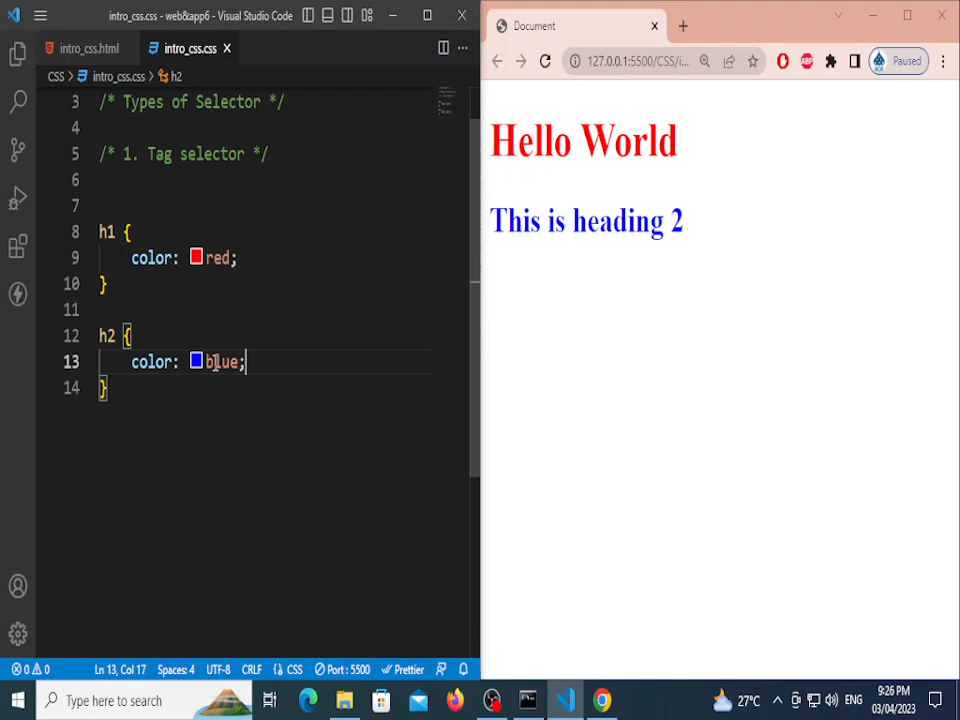 intro_css.css - web&app6 - Visual Studio Code
intro_css.html
intro_css.css
CSS > intro_css.css > h2
3 /* Types of Selector */
4
5 /* 1. Tag selector */
6
7
8 h1 {
9 color: red;
10 }
11
12 h2 {
13 color: blue;
14 }
0 0 Ln 13, Col 17 Spaces: 4 UTF-8 CRLF CSS Port : 5500 Prettier
Document
127.0.0.1:5500/CSS/i...
ABP
Paused
Hello World
This is heading 2
Type here to search
27°C
ENG
9:26 PM
03/04/2023